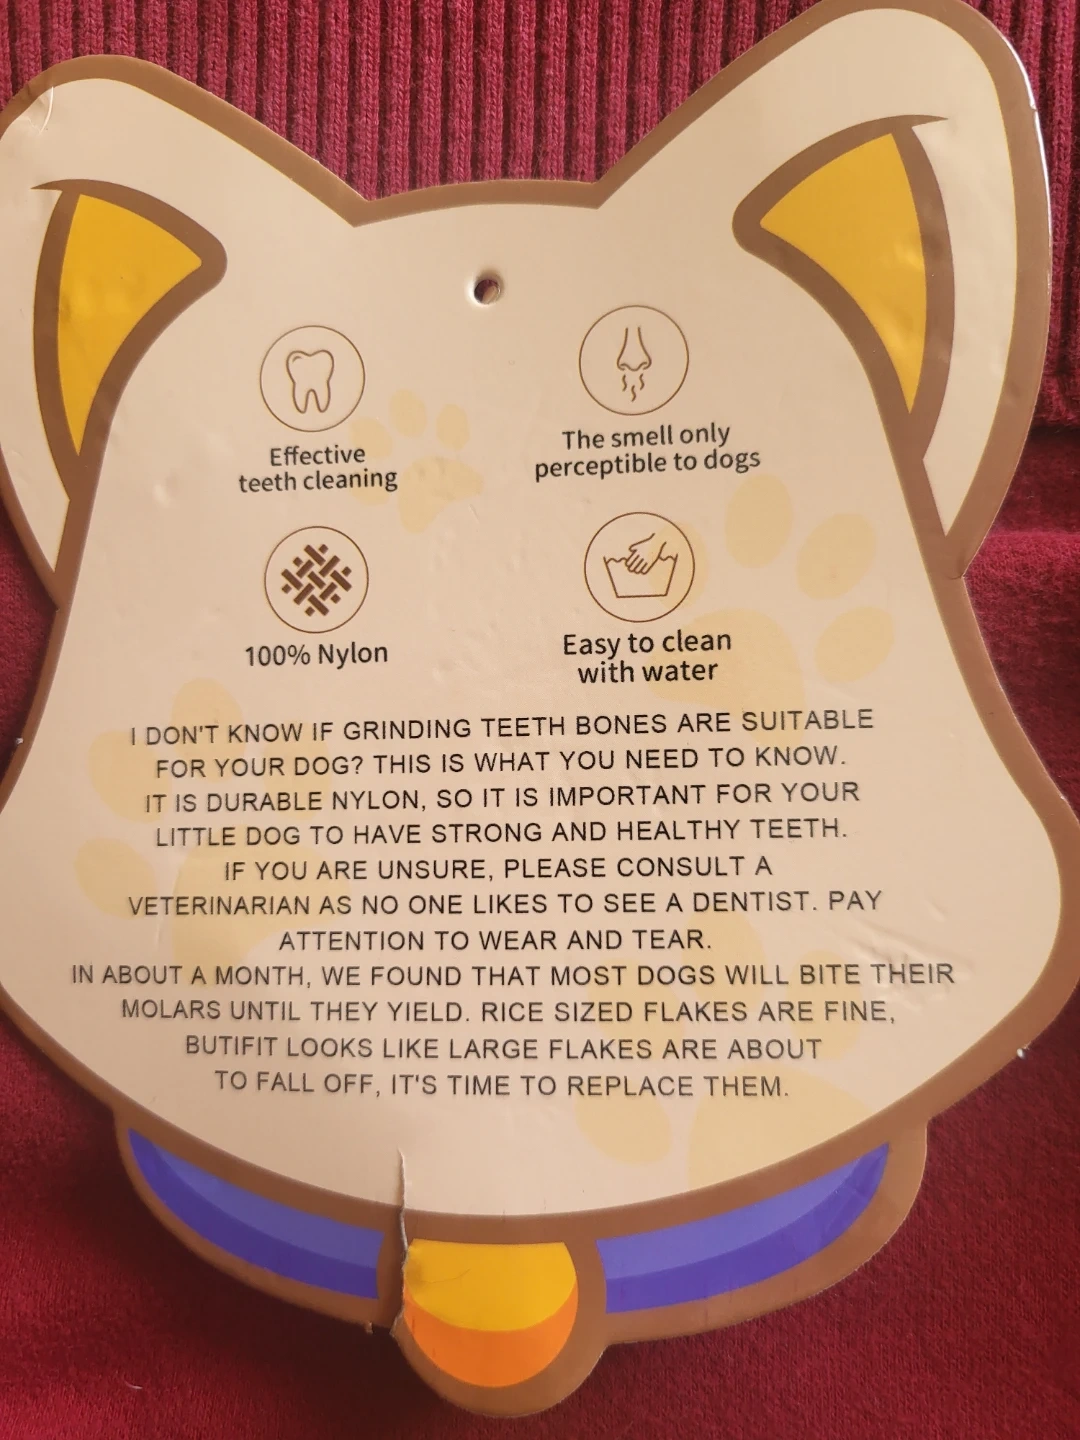 Effective
teeth cleaning
The smell only
perceptible to dogs
100% Nylon
Easy to clean
with water
I DON'T KNOW IF GRINDING TEETH BONES ARE SUITABLE
FOR YOUR DOG? THIS IS WHAT YOU NEED TO KNOW.
IT IS DURABLE NYLON, SO IT IS IMPORTANT FOR YOUR
LITTLE DOG TO HAVE STRONG AND HEALTHY TEETH.
IF YOU ARE UNSURE, PLEASE CONSULT A
VETERINARIAN AS NO ONE LIKES TO SEE A DENTIST. PAY
ATTENTION TO WEAR AND TEAR.
IN ABOUT A MONTH, WE FOUND THAT MOST DOGS WILL BITE THEIR
MOLARS UNTIL THEY YIELD. RICE SIZED FLAKES ARE FINE,
BUTIFIT LOOKS LIKE LARGE FLAKES ARE ABOUT
TO FALL OFF, IT'S TIME TO REPLACE THEM.